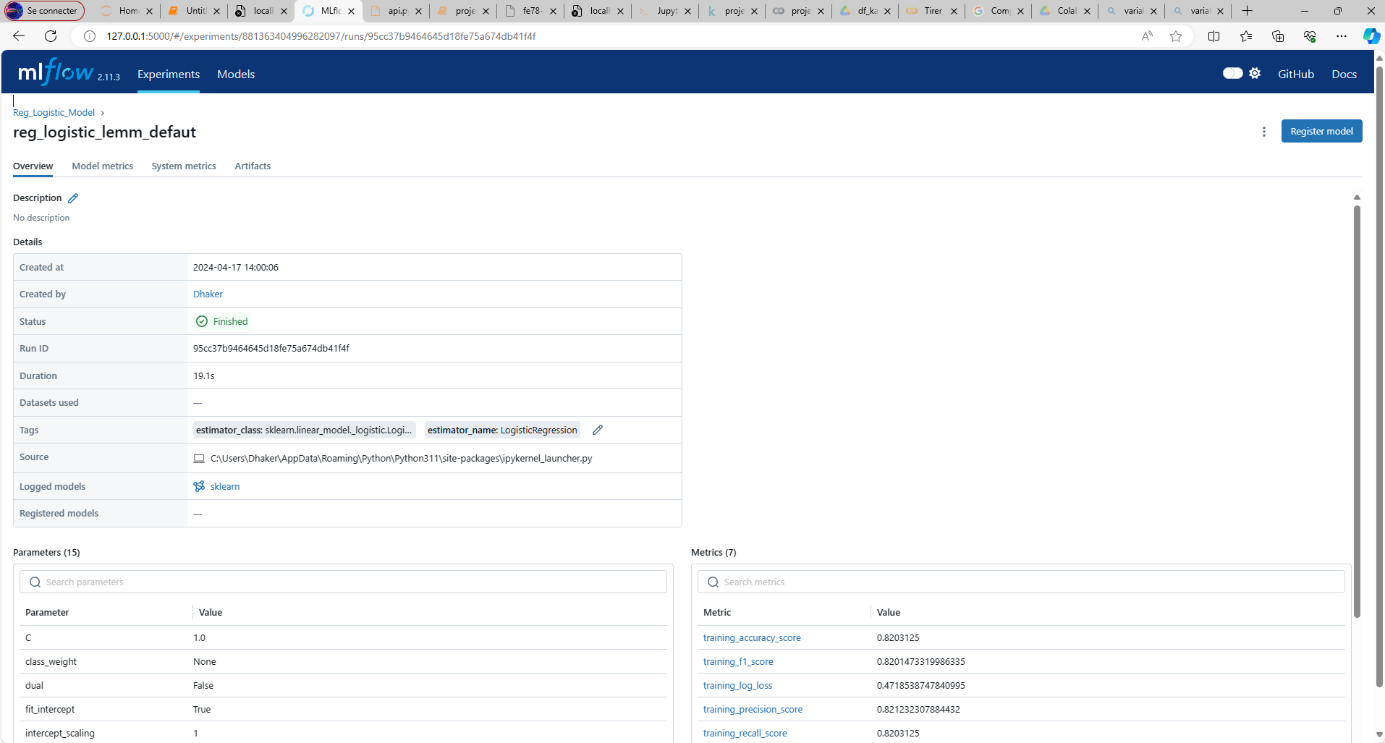 Se connecter Home Untitl locall MLflo api.py proje fe78- locall Jupyt proje proje df_ka Tirer Comp Colab varial varial
127.0.0.1:5000/#/experiments/881363404996282097/runs/95cc37b9464645d18fe75a674db41f4f
mlflow 2.11.3 Experiments Models GitHub Docs
Reg_Logistic_Model >
reg_logistic_lemm_defaut Register model
Overview Model metrics System metrics Artifacts
Description
No description
Details
Created at 2024-04-17 14:00:06
Created by Dhaker
Status Finished
Run ID 95cc37b9464645d18fe75a674db41f4f
Duration 19.1s
Datasets used —
Tags estimator_class: sklearn.linear_model._logistic.Logi... estimator_name: LogisticRegression
Source C:\Users\Dhaker\AppData\Roaming\Python\Python311\site-packages\ipykernel_launcher.py
Logged models sklearn
Registered models —
Parameters (15)
Search parameters
Parameter Value
C 1.0
class_weight None
dual False
fit_intercept True
intercept_scaling 1
Metrics (7)
Search metrics
Metric Value
training_accuracy_score 0.8203125
training_f1_score 0.8201473319986335
training_log_loss 0.4718538747840995
training_precision_score 0.821232307884432
training_recall_score 0.8203125